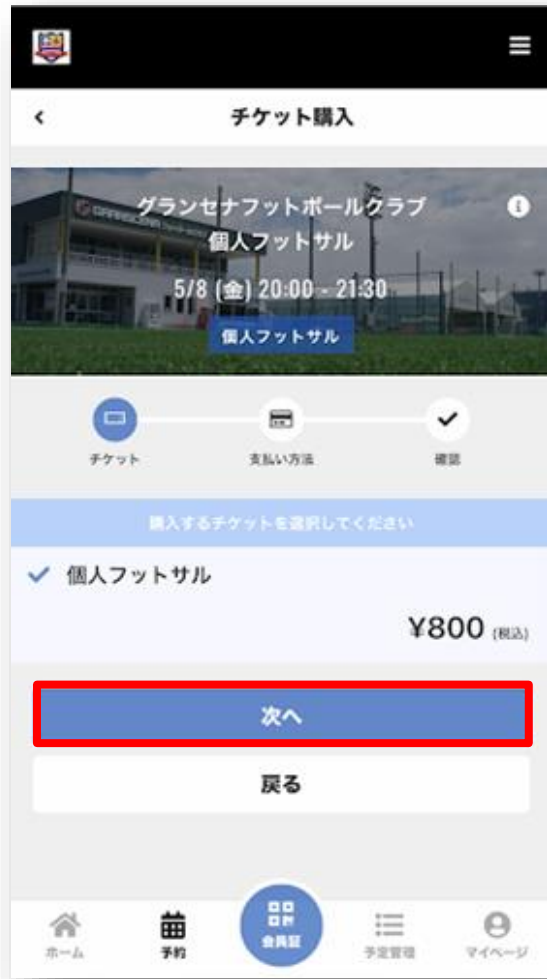 チケット購入
グランセナフットボールクラブ
個人フットサル
5/8 (金) 20:00 - 21:30
個人フットサル
チケット
支払い方法
確認
購入するチケットを選択してください
個人フットサル
¥800 (税込)
次へ
戻る
ホーム
予約
会員証
予定管理
マイページ